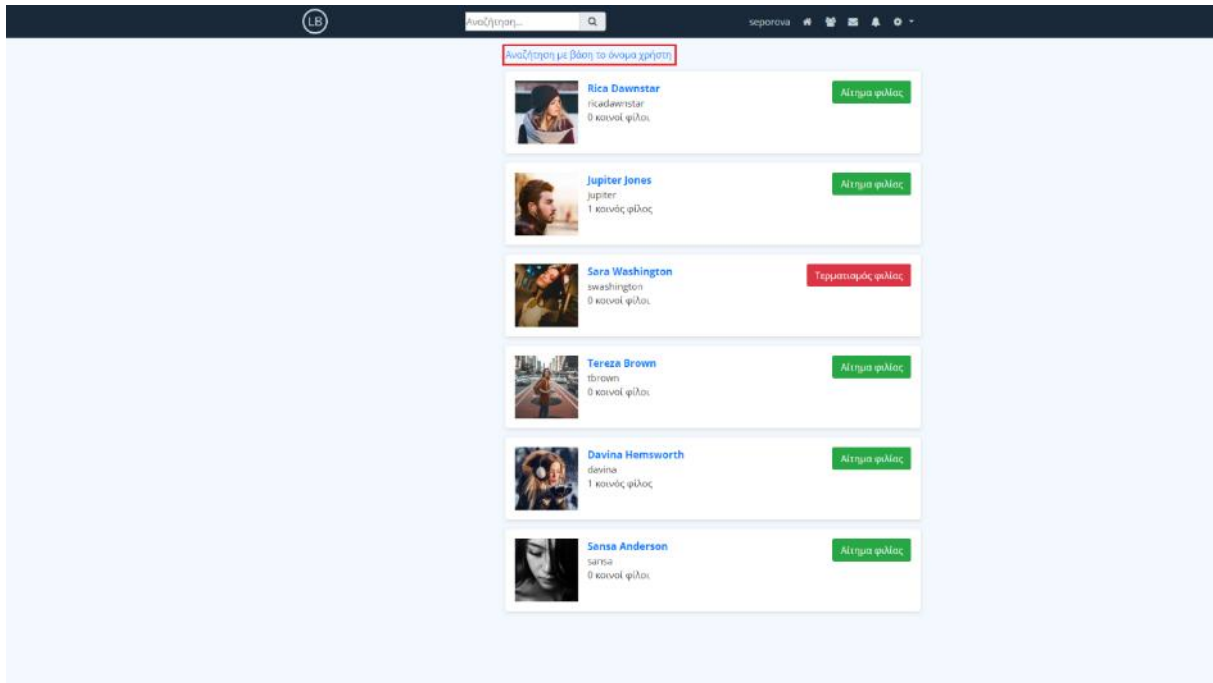 LB
Αναζήτηση...
seporova
Αναζήτηση με βάση το όνομα χρήστη
Rica Dawnstar
ricadawnstar
0 κοινοί φίλοι
Αίτημα φιλίας
Jupiter Jones
jupiter
1 κοινός φίλος
Αίτημα φιλίας
Sara Washington
swashington
0 κοινοί φίλοι
Τερματισμός φιλίας
Tereza Brown
tbrown
0 κοινοί φίλοι
Αίτημα φιλίας
Davina Hemsworth
davina
1 κοινός φίλος
Αίτημα φιλίας
Sansa Anderson
sansa
0 κοινοί φίλοι
Αίτημα φιλίας